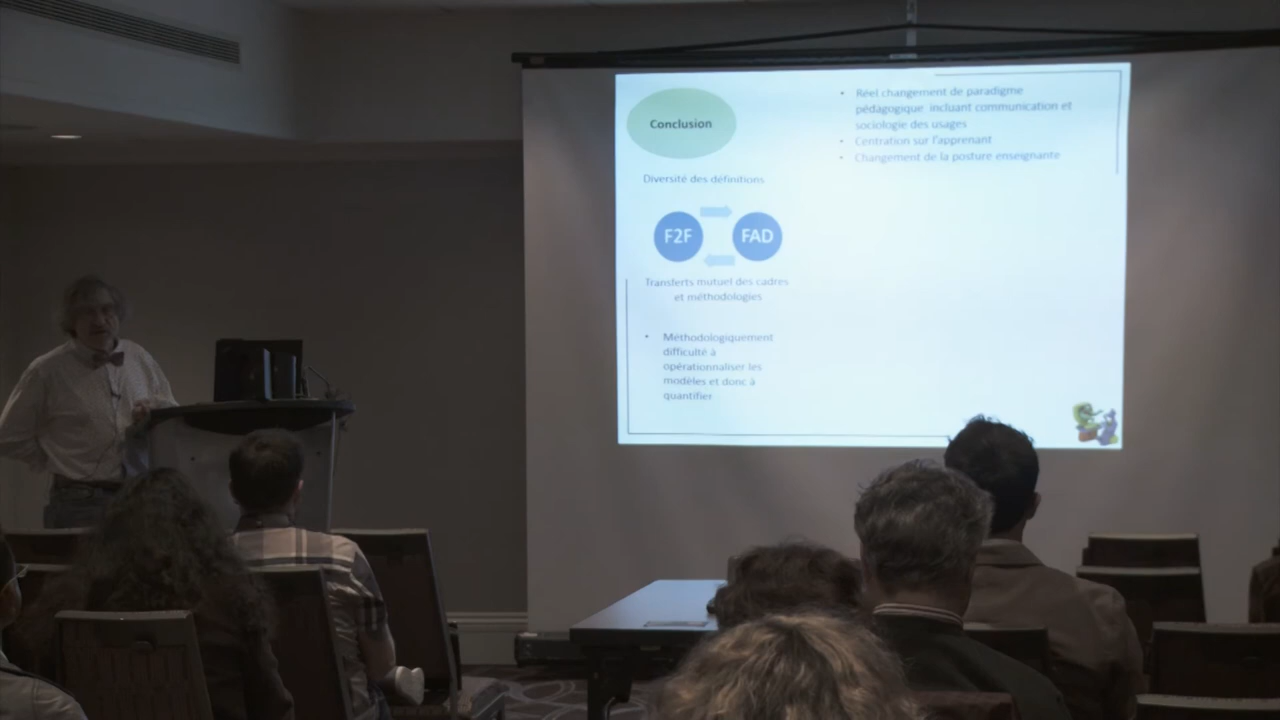 Conclusion
Diversité des définitions
F2F
FAD
Transferts mutuel des cadres
et méthodologies
• Méthodologiquement
difficulté à
opérationnaliser les
modèles et donc à
quantifier
• Réel changement de paradigme
pédagogique incluant communication et
sociologie des usages
• Centration sur l'apprenant
• Changement de la posture enseignante